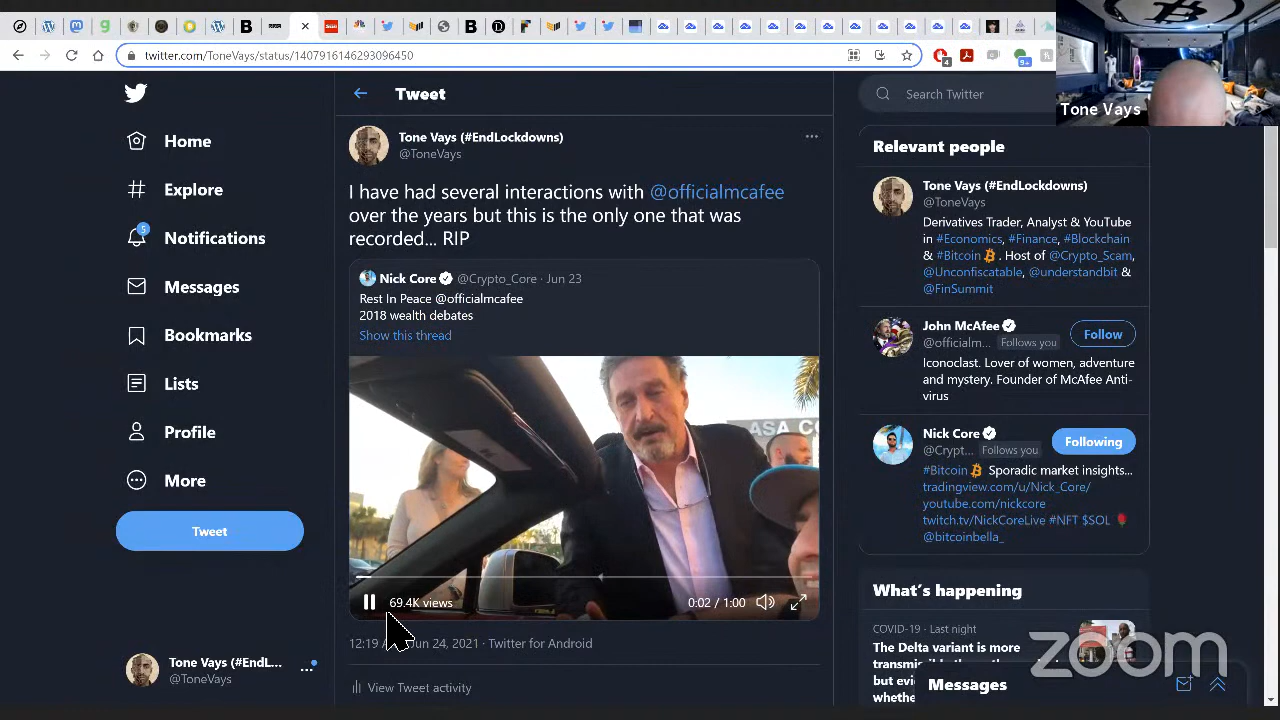 twitter.com/ToneVays/status/1407916146293096450
4
9+
Tone Vays
Home
Explore
5
Notifications
Messages
Bookmarks
Lists
Profile
More
Tweet
Tone Vays (#EndL...
@ToneVays
Tweet
Tone Vays (#EndLockdowns)
@ToneVays
I have had several interactions with @officialmcafee
over the years but this is the only one that was
recorded... RIP
Nick Core @Crypto_Core · Jun 23
Rest In Peace @officialmcafee
2018 wealth debates
Show this thread
ASA CO
69.4K views
0:02 / 1:00
12:19 Jun 24, 2021 · Twitter for Android
View Tweet activity
Search Twitter
Relevant people
Tone Vays (#EndLockdowns)
@ToneVays
Derivatives Trader, Analyst & YouTube
in #Economics, #Finance, #Blockchain
& #Bitcoin. Host of @Crypto_Scam,
@Unconfiscatable, @understandbit &
@FinSummit
John McAfee
@officialm... Follows you
Follow
Iconoclast. Lover of women, adventure
and mystery. Founder of McAfee Anti-
virus
Nick Core
@Crypt... Follows you
Following
#Bitcoin Sporadic market insights...
tradingview.com/u/Nick_Core/
youtube.com/nickcore
twitch.tv/NickCoreLive #NFT $SOL
@bitcoinbella_
What's happening
COVID-19 · Last night
The Delta variant is more
but
whethe
Messages
zoom